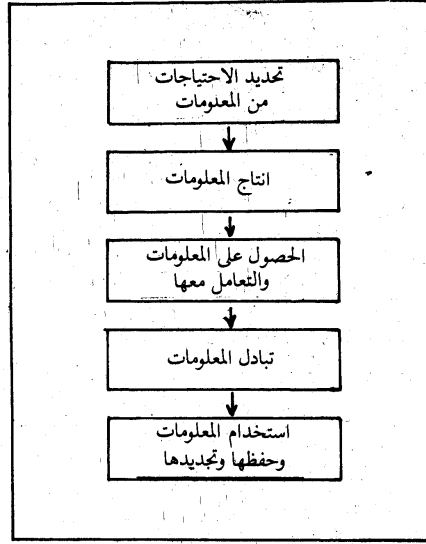 تحديد الاحتياجات
من المعلومات
انتاج المعلومات
الحصول على المعلومات
والتعامل معها
تبادل المعلومات
استخدام المعلومات
وحفظها وتجديدها